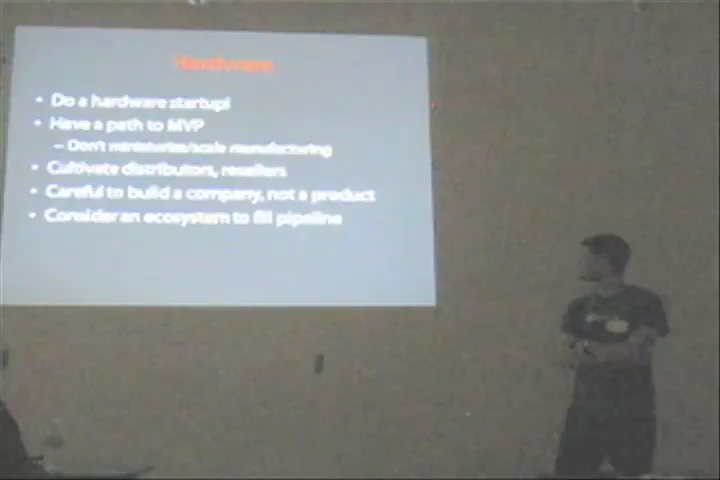 Hardware
• Do a hardware startup!
• Have a path to MVP
– Don't miniaturize/scale manufacturing
• Cultivate distributors, resellers
• Careful to build a company, not a product
• Consider an ecosystem to fill pipeline